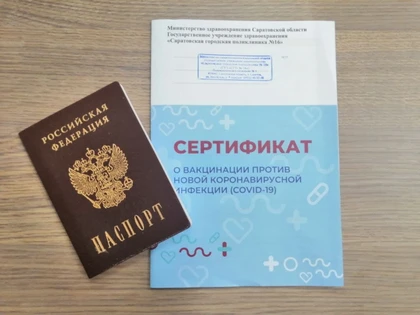 Министерство здравоохранения Саратовской области
Государственное учреждение здравоохранения
«Саратовская городская поликлиника №16»
РОССИЙСКАЯ
ФЕДЕРАЦИЯ
ПАСПОРТ
СЕРТИФИКАТ
О ВАКЦИНАЦИИ ПРОТИВ
НОВОЙ КОРОНАВИРУСНОЙ
ИНФЕКЦИИ (COVID-19)